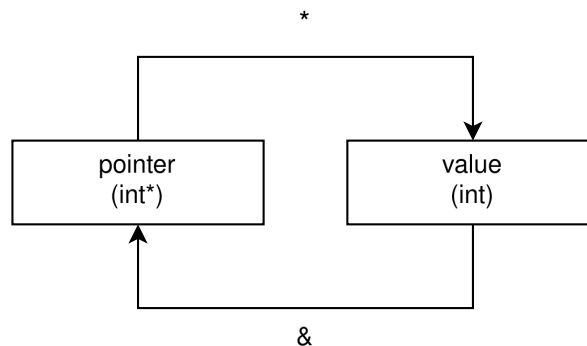 *
pointer
(int*)
value
(int)
&